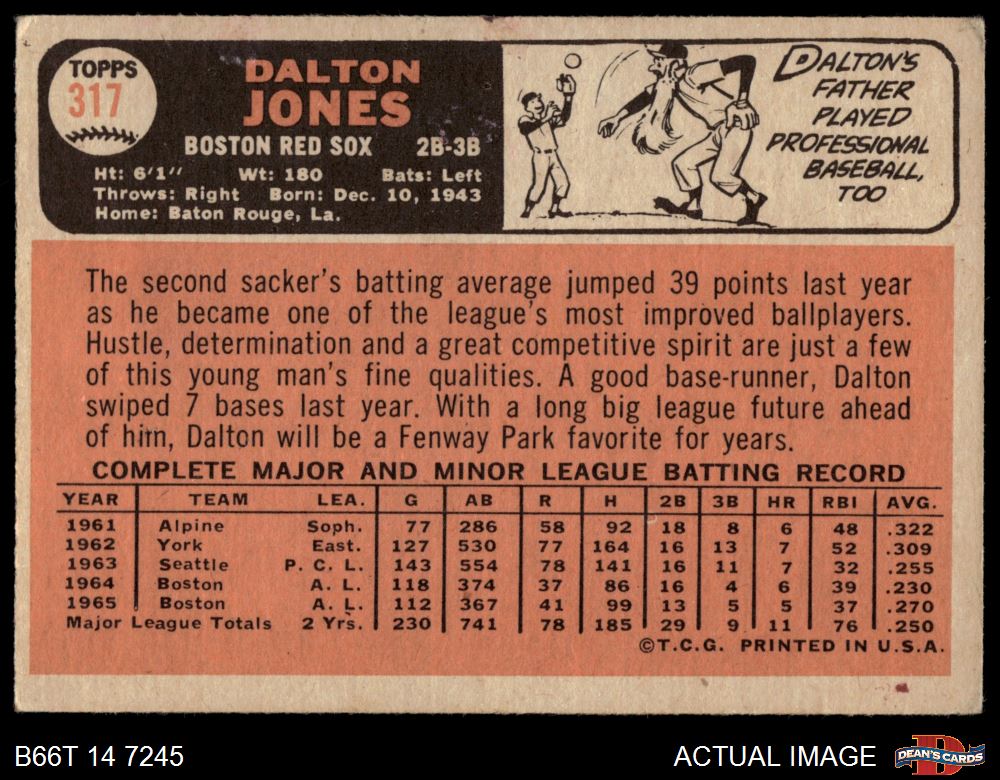 TOPPS
317
DALTON
JONES
BOSTON RED SOX 2B-3B
Ht: 6'1" Wt: 180 Bats: Left
Throws: Right Born: Dec. 10, 1943
Home: Baton Rouge, La.
DALTON'S
FATHER
PLAYED
PROFESSIONAL
BASEBALL,
TOO
The second sacker's batting average jumped 39 points last year
as he became one of the league's most improved ballplayers.
Hustle, determination and a great competitive spirit are just a few
of this young man's fine qualities. A good base-runner, Dalton
swiped 7 bases last year. With a long big league future ahead
of him, Dalton will be a Fenway Park favorite for years.
COMPLETE MAJOR AND MINOR LEAGUE BATTING RECORD
YEAR TEAM LEA. G AB R H 2B 3B HR RBI AVG.
1961 Alpine Soph. 77 286 58 92 18 8 6 48 .322
1962 York East. 127 530 77 164 16 13 7 52 .309
1963 Seattle P. C. L. 143 554 78 141 16 11 7 32 .255
1964 Boston A. L. 118 374 37 86 16 4 6 39 .230
1965 Boston A. L. 112 367 41 99 13 5 5 37 .270
Major League Totals 2 Yrs. 230 741 78 185 29 9 11 76 .250
©T.C.G. PRINTED IN U.S.A.
B66T 14 7245
ACTUAL IMAGE
DEAN'S CARDS